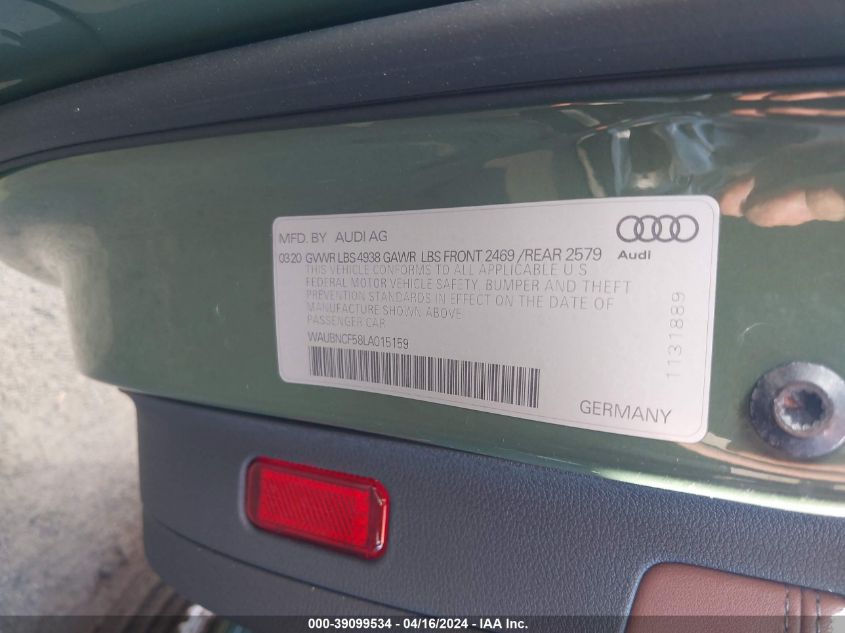 MFD. BY AUDI AG
03.20 GVWR LBS 4938 GAWR LBS FRONT 2469 /REAR 2579
THIS VEHICLE CONFORMS TO ALL APPLICABLE U.S
FEDERAL MOTOR VEHICLE SAFETY, BUMPER AND THEFT
PREVENTION STANDARDS IN EFFECT ON THE DATE OF
MANUFACTURE SHOWN ABOVE
PASSENGER CAR
WAUBNCF58LA015159
GERMANY
Audi
1131889
000-39099534 - 04/16/2024 - IAA Inc.